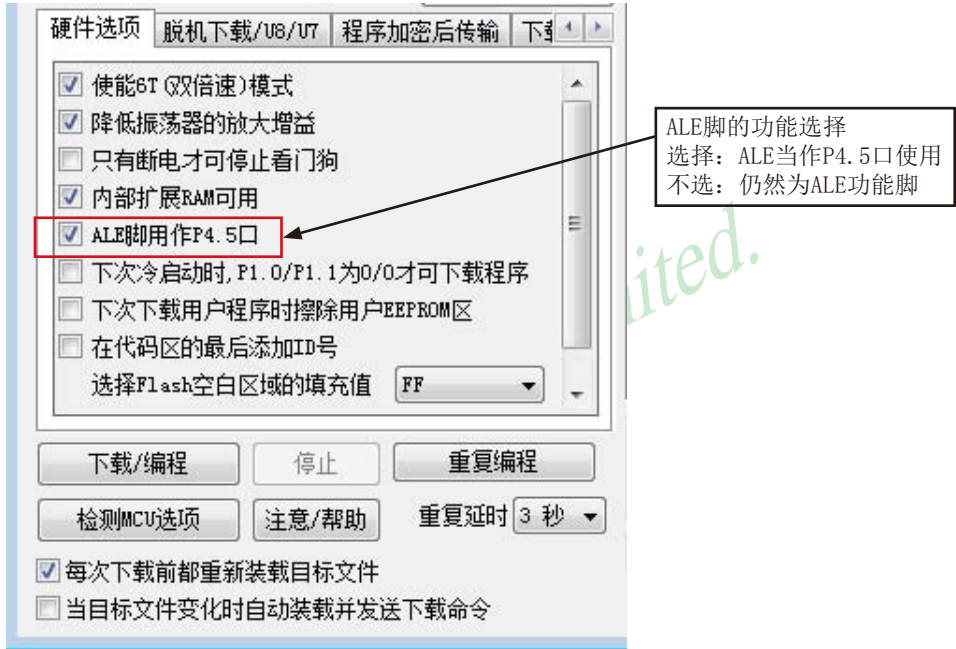 硬件选项 脱机下载/U8/U7 程序加密后传输
使能6T(双倍速)模式
降低振荡器的放大增益
只有断电才可停止看门狗
内部扩展RAM可用
ALE脚用作P4.5口
下次冷启动时,P1.0/P1.1为0/0才可下载程序
下次下载用户程序时擦除用户EEPROM区
在代码区的最后添加ID号
选择Flash空白区域的填充值 FF
ALE脚的功能选择
选择：ALE当作P4.5口使用
不选：仍然为ALE功能脚
下载/编程 停止 重复编程
检测MCU选项 注意/帮助 重复延时 3 秒
每次下载前都重新装载目标文件
当目标文件变化时自动装载并发送下载命令